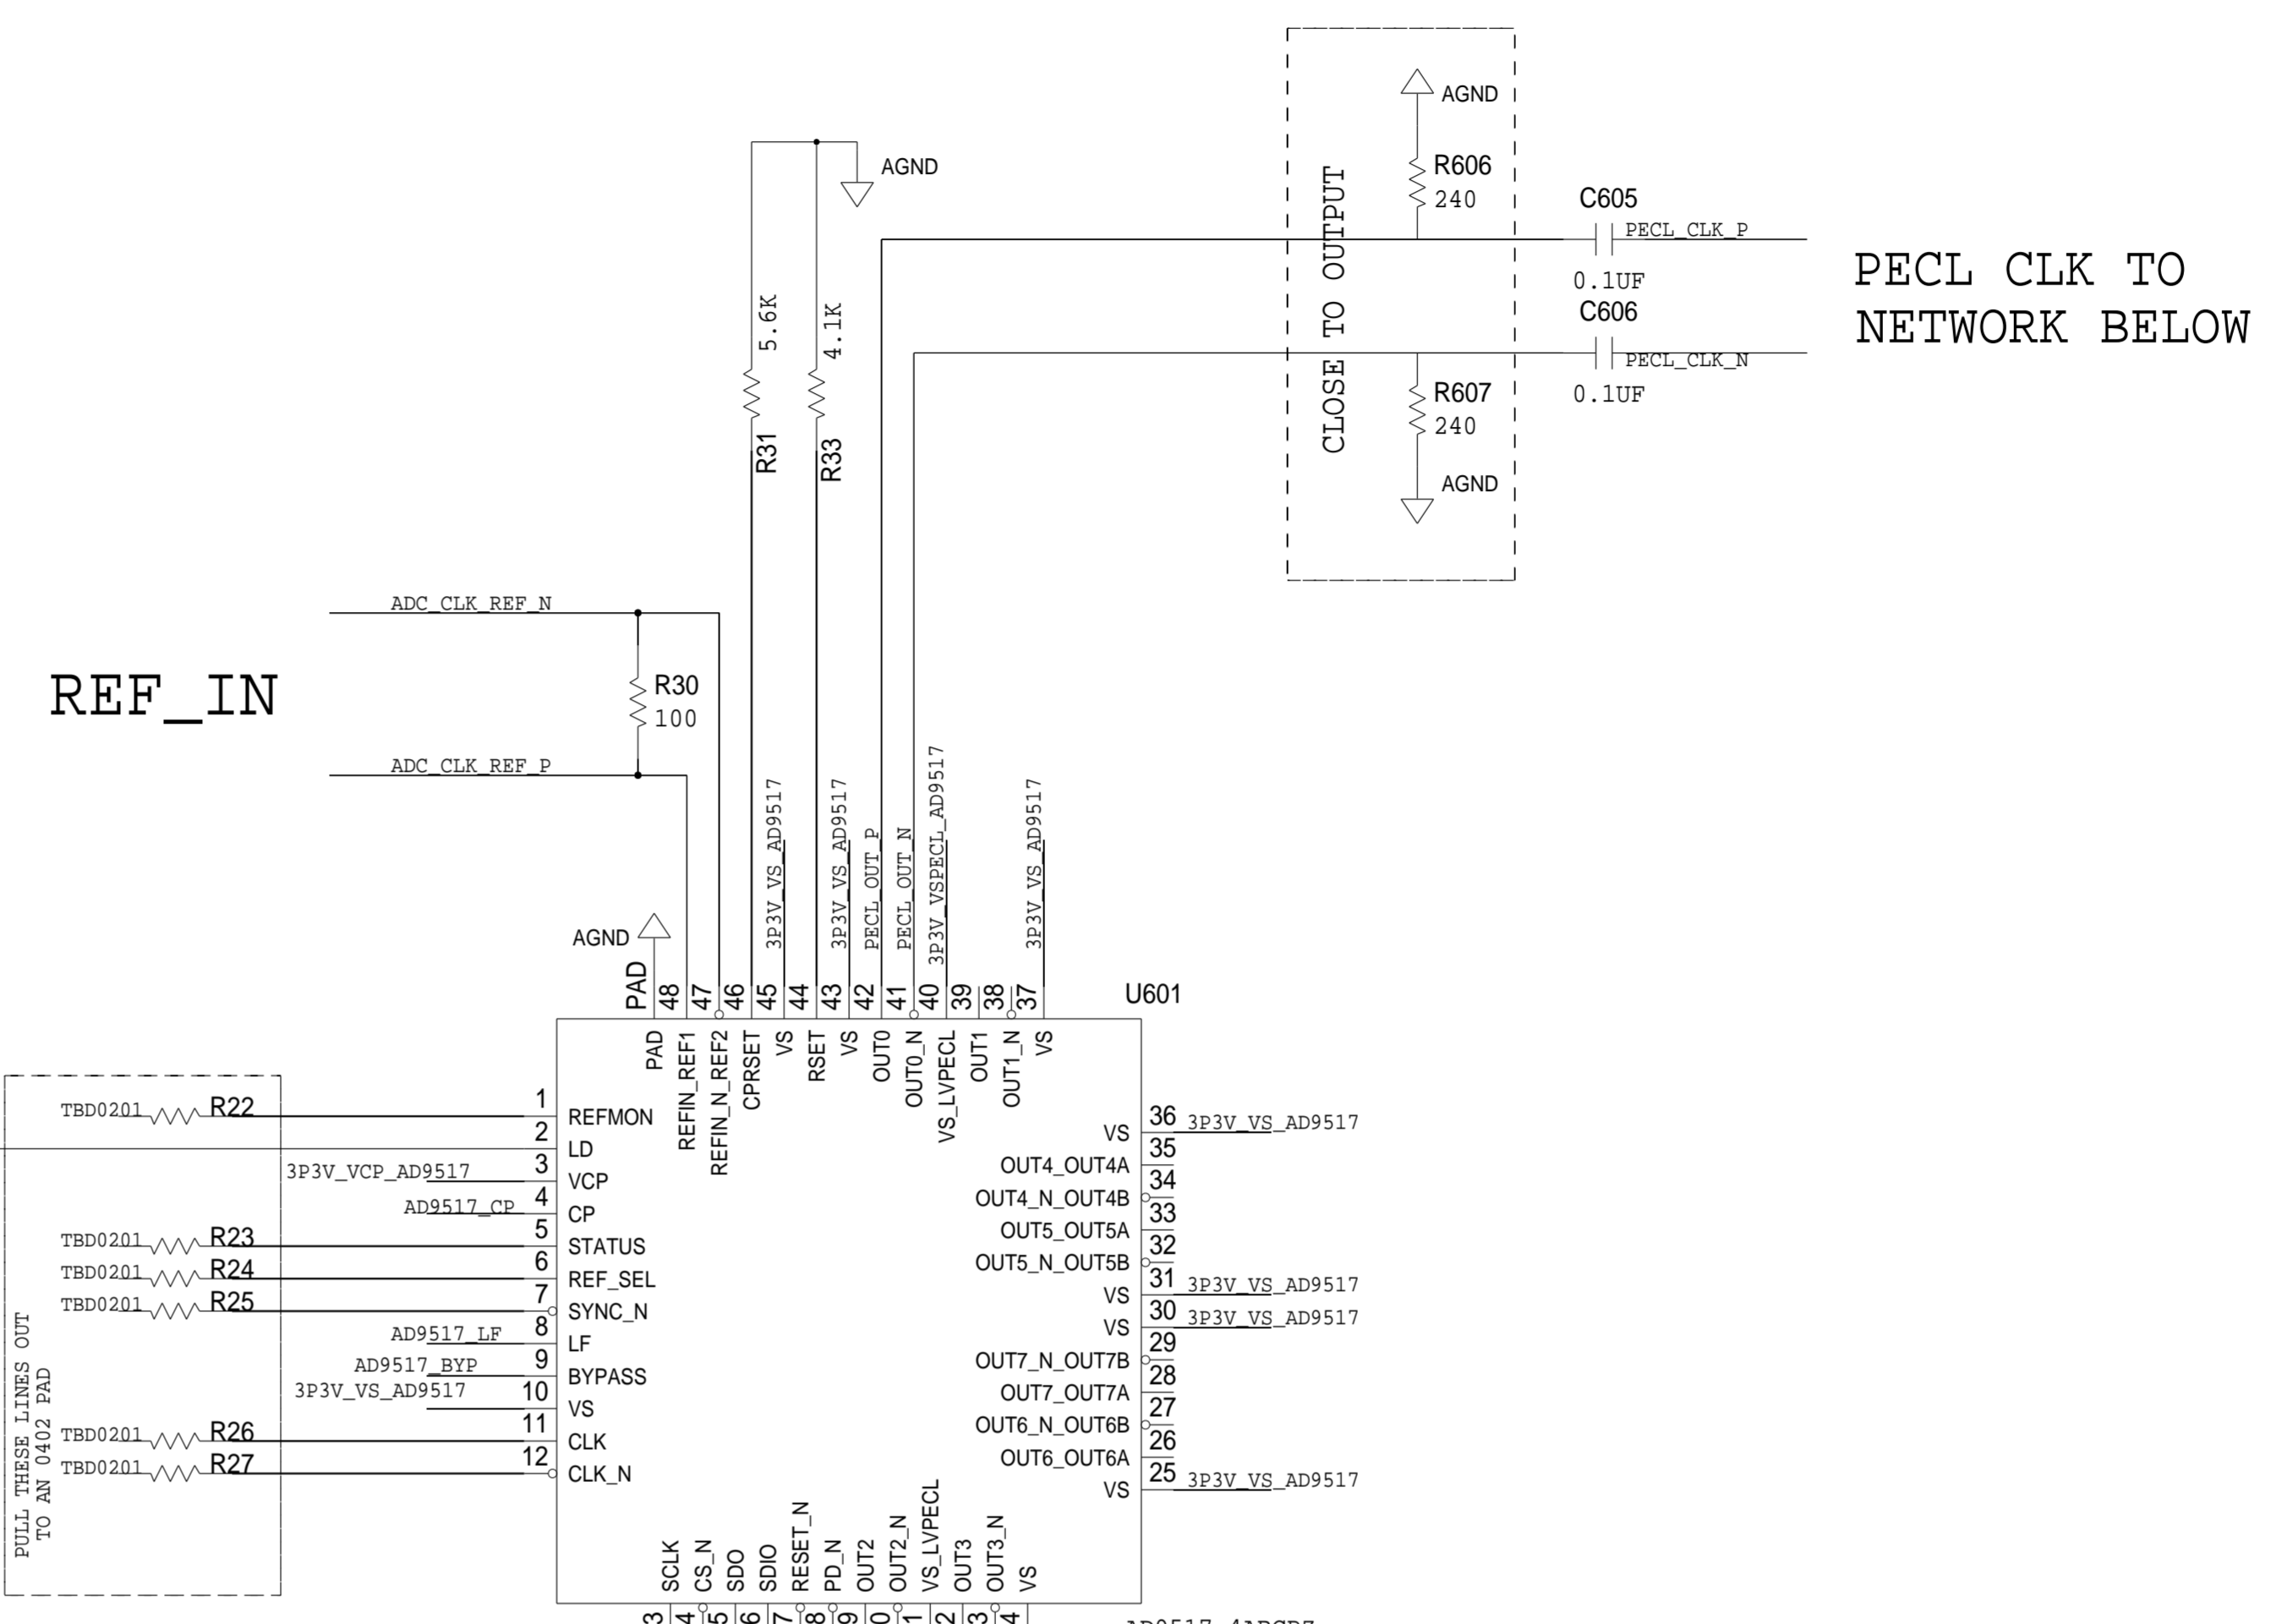 AGND
R606
240
AGND
CLOSE TO OUTPUT
C605
PECL_CLK_P
0.1UF
C606
PECL_CLK_N
0.1UF
R607
240
AGND
PECL CLK TO
NETWORK BELOW
5.6K
4.1K
R31
R33
ADC_CLK_REF_N
REF_IN
R30
100
ADC_CLK_REF_P
3P3V_VS_AD9517
3P3V_VS_AD9517
PECL_OUT_P
PECL_OUT_N
3P3V_VSPECL_AD9517
3P3V_VS_AD9517
AGND
PAD
48
47
46
45
44
43
42
41
40
39
38
37
U601
PAD
REFIN_REF1
REFIN_N_REF2
CPRSET
VS
RSET
VS
OUT0
OUT0_N
VS_LVPECL
OUT1
OUT1_N
VS
TBD0201 R22 1 REFMON
2 LD
3P3V_VCP_AD9517 3 VCP
AD9517_CP 4 CP
TBD0201 R23 5 STATUS
TBD0201 R24 6 REF_SEL
TBD0201 R25 7 SYNC_N
AD9517_LF 8 LF
AD9517_BYP 9 BYPASS
3P3V_VS_AD9517 10 VS
TBD0201 R26 11 CLK
TBD0201 R27 12 CLK_N
PULL THESE LINES OUT
TO AN 0402 PAD
VS 36 3P3V_VS_AD9517
OUT4_OUT4A 35
OUT4_N_OUT4B 34
OUT5_OUT5A 33
OUT5_N_OUT5B 32
VS 31 3P3V_VS_AD9517
VS 30 3P3V_VS_AD9517
OUT7_N_OUT7B 29
OUT7_OUT7A 28
OUT6_N_OUT6B 27
OUT6_OUT6A 26
VS 25 3P3V_VS_AD9517
SCLK
CS_N
SDO
SDIO
RESET_N
PD_N
OUT2
OUT2_N
VS_LVPECL
OUT3
OUT3_N
VS